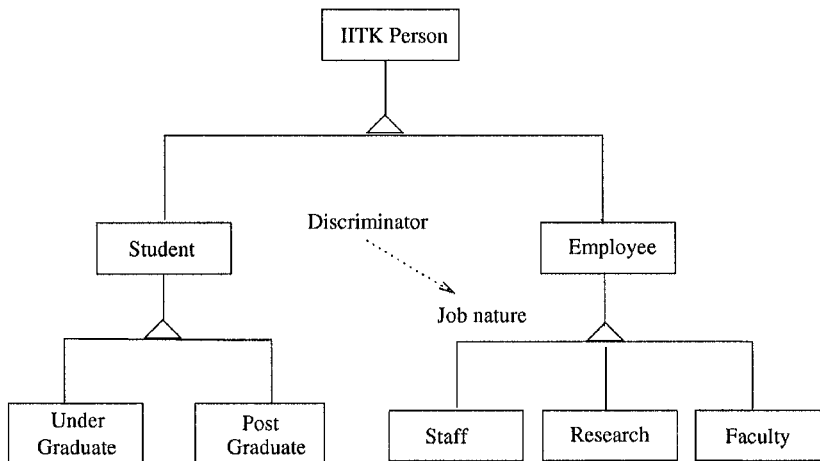 IITK Person
Discriminator
Student
Employee
Job nature
Under
Graduate
Post
Graduate
Staff
Research
Faculty